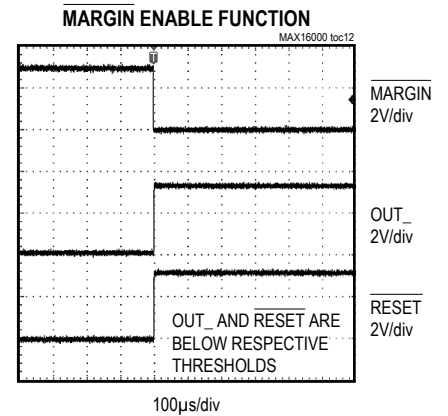 MARGIN ENABLE FUNCTION
MAX16000 toc12
T
MARGIN
2V/div
OUT_
2V/div
RESET
2V/div
OUT_ AND RESET ARE
BELOW RESPECTIVE
THRESHOLDS
100µs/div